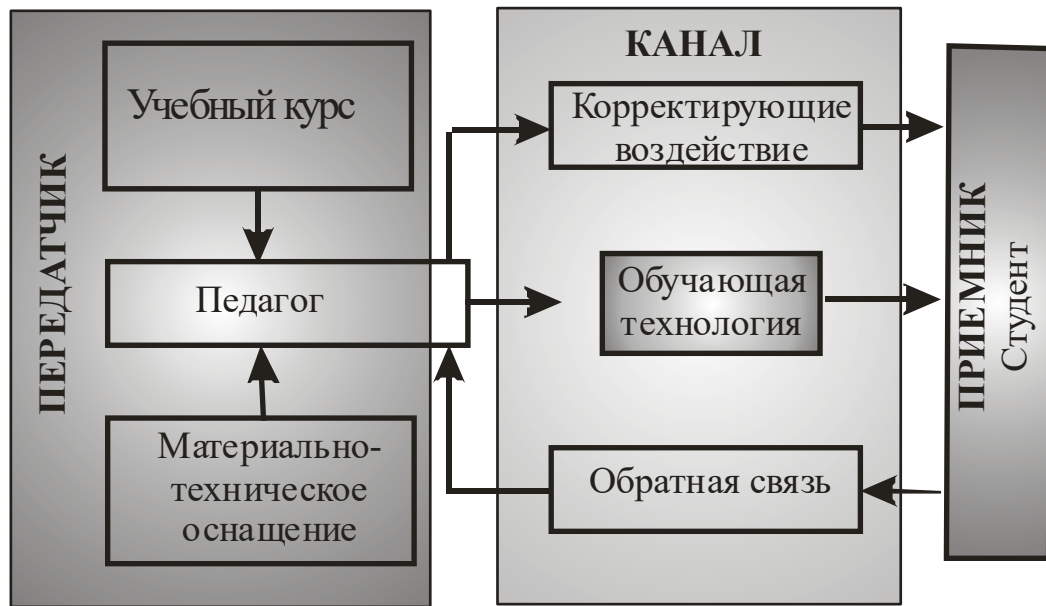 ПЕРЕДАТЧИК
Учебный курс
Педагог
Материально-
техническое
оснащение
КАНАЛ
Корректирующие
воздействие
Обучающая
технология
Обратная связь
ПРИЕМНИК
Студент